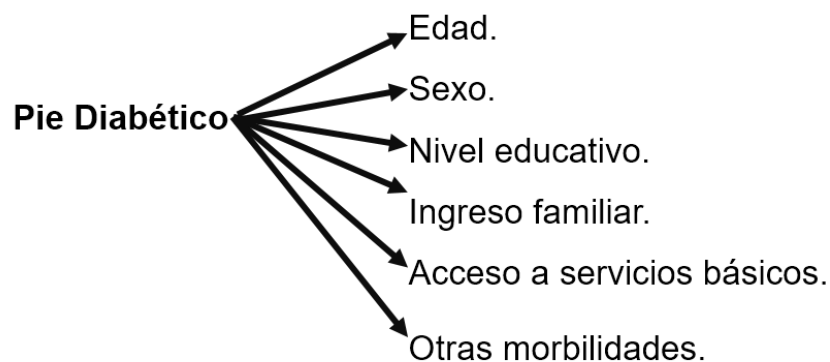 Pie Diabético
Edad.
Sexo.
Nivel educativo.
Ingreso familiar.
Acceso a servicios básicos.
Otras morbilidades.